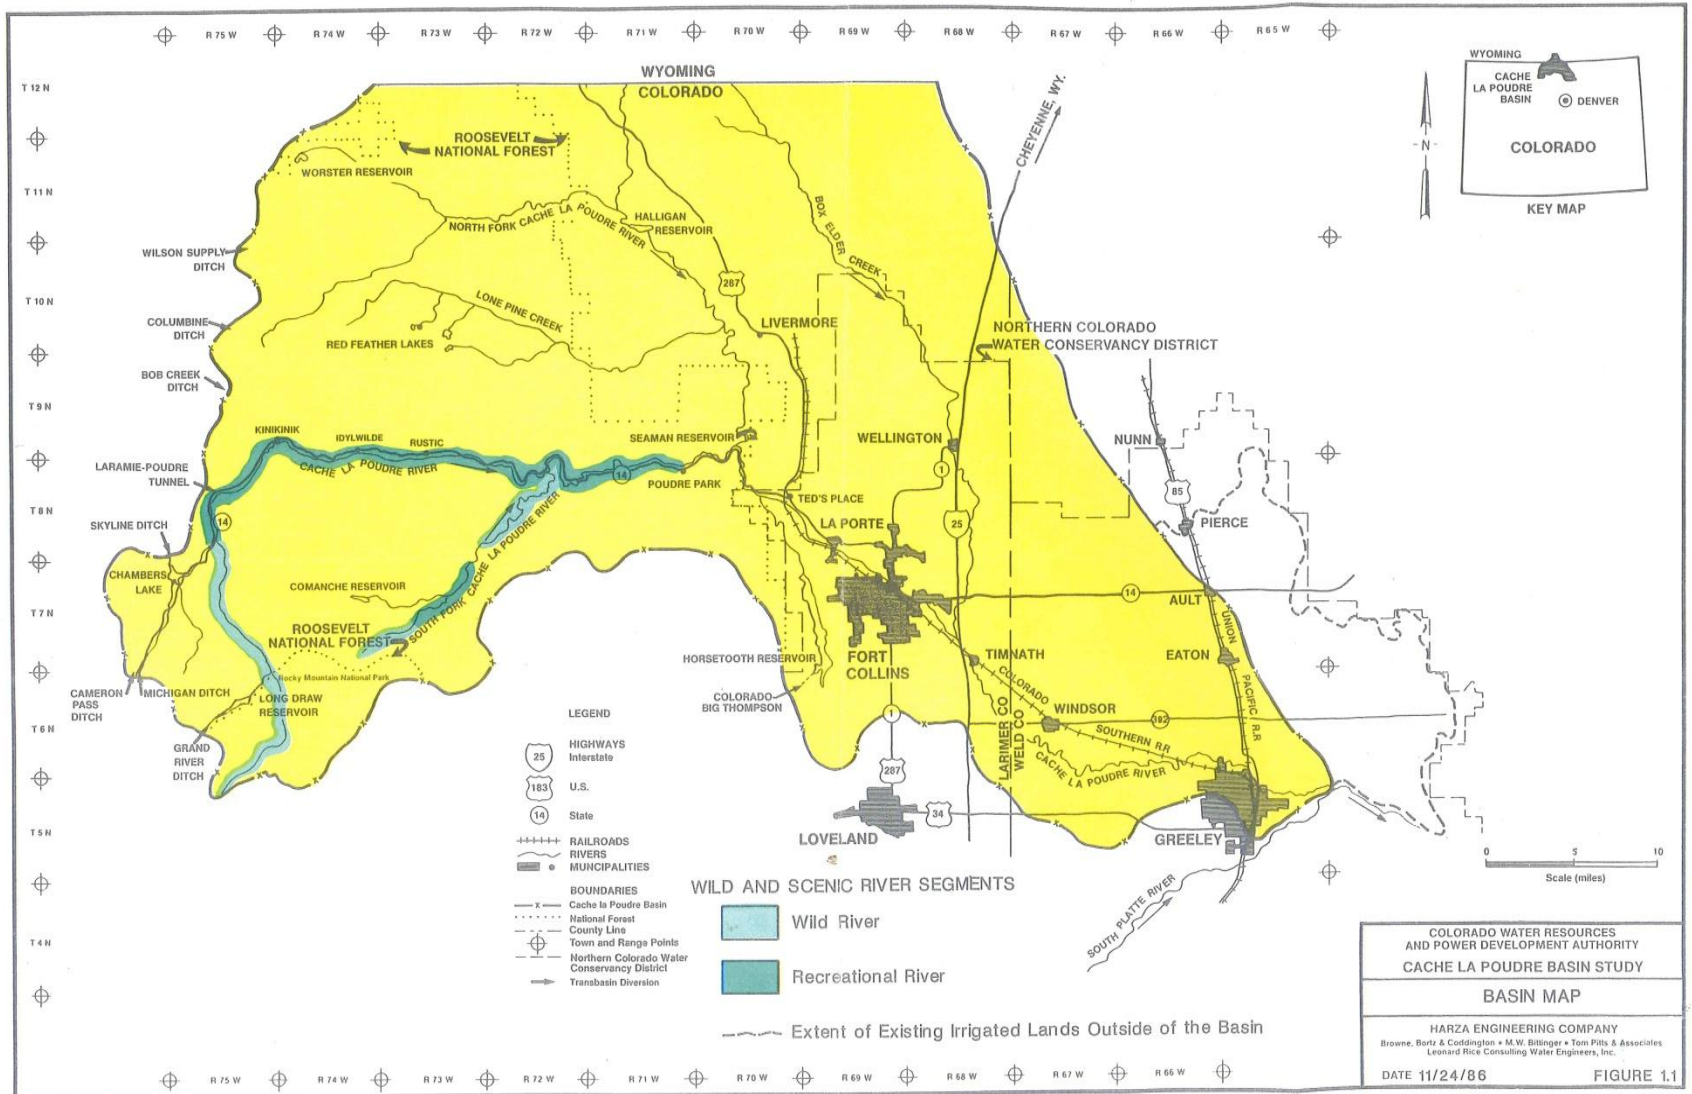 R 75 W
R 74 W
R 73 W
R 72 W
R 71 W
R 70 W
R 69 W
R 68 W
R 67 W
R 66 W
R 65 W
T 12 N
T 11 N
T 10 N
T 9 N
T 8 N
T 7 N
T 6 N
T 5 N
T 4 N
WYOMING
COLORADO
CHEYENNE, WY.
WYOMING
CACHE
LA POUDRE
BASIN
DENVER
COLORADO
KEY MAP
N
ROOSEVELT
NATIONAL FOREST
WORSTER RESERVOIR
NORTH FORK CACHE LA POUDRE RIVER
HALLIGAN
RESERVOIR
BOX ELDER CREEK
WILSON SUPPLY
DITCH
287
LONE PINE CREEK
COLUMBINE
DITCH
RED FEATHER LAKES
LIVERMORE
NORTHERN COLORADO
WATER CONSERVANCY DISTRICT
BOB CREEK
DITCH
KINIKINIK
IDYLWILDE
RUSTIC
CACHE LA POUDRE RIVER
SEAMAN RESERVOIR
WELLINGTON
NUNN
LARAMIE-POUDRE
TUNNEL
14
POUDRE PARK
1
85
TED'S PLACE
SKYLINE DITCH
14
LA PORTE
25
PIERCE
CHAMBERS
LAKE
COMANCHE RESERVOIR
SOUTH FORK CACHE LA POUDRE RIVER
14
AULT
ROOSEVELT
NATIONAL FOREST
HORSETOOTH RESERVOIR
FORT
COLLINS
TIMNATH
EATON
UNION
PACIFIC R.R
Rocky Mountain National Park
CAMERON
PASS
DITCH
MICHIGAN DITCH
LONG DRAW
RESERVOIR
COLORADO
BIG THOMPSON
COLORADO
SOUTHERN R.R
WINDSOR
392
1
LARIMER CO
WELD CO
CACHE LA POUDRE RIVER
GRAND
RIVER
DITCH
287
LOVELAND
34
GREELEY
SOUTH PLATTE RIVER
LEGEND
25
HIGHWAYS
Interstate
183
U.S.
14
State
RAILROADS
RIVERS
MUNCIPALITIES
BOUNDARIES
Cache la Poudre Basin
National Forest
County Line
Town and Range Points
Northern Colorado Water
Conservancy District
Transbasin Diversion
WILD AND SCENIC RIVER SEGMENTS
Wild River
Recreational River
Extent of Existing Irrigated Lands Outside of the Basin
0
5
10
Scale (miles)
COLORADO WATER RESOURCES
AND POWER DEVELOPMENT AUTHORITY
CACHE LA POUDRE BASIN STUDY
BASIN MAP
HARZA ENGINEERING COMPANY
Browne, Bortz & Coddington • M.W. Bittinger • Tom Pitts & Associates
Leonard Rice Consulting Water Engineers, Inc.
DATE 11/24/86
FIGURE 1.1
R 75 W
R 74 W
R 73 W
R 72 W
R 71 W
R 70 W
R 69 W
R 68 W
R 67 W
R 66 W